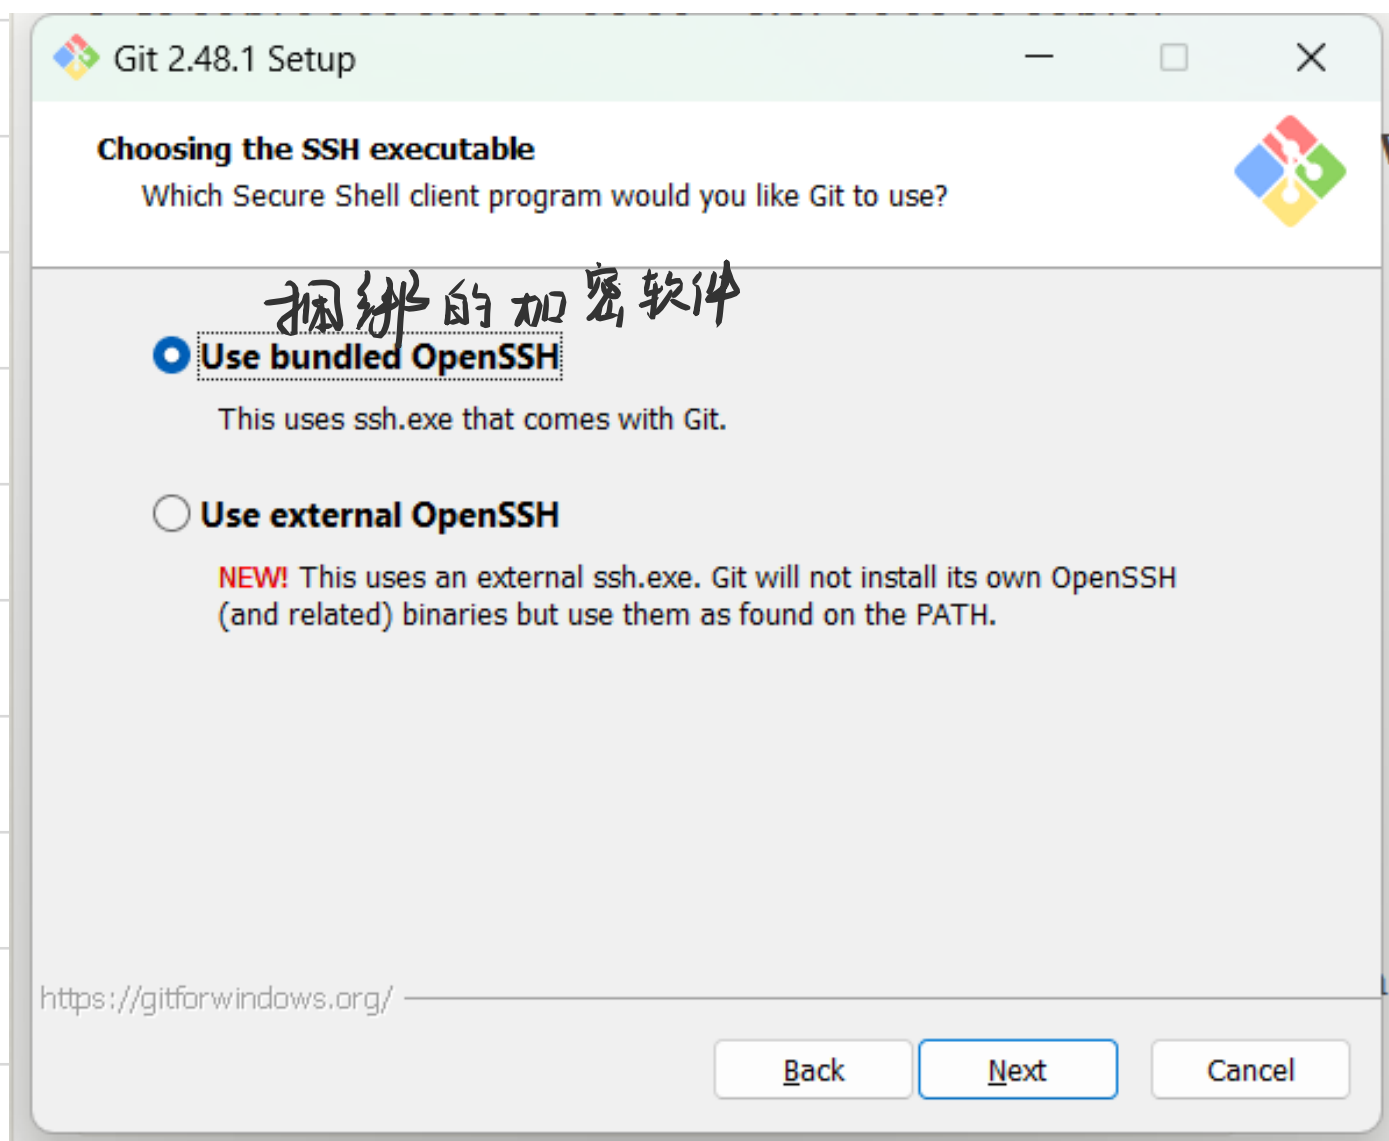 Git 2.48.1 Setup
Choosing the SSH executable
Which Secure Shell client program would you like Git to use?
捆绑的加密软件
Use bundled OpenSSH
This uses ssh.exe that comes with Git.
Use external OpenSSH
NEW! This uses an external ssh.exe. Git will not install its own OpenSSH
(and related) binaries but use them as found on the PATH.
https://gitforwindows.org/
Back Next Cancel